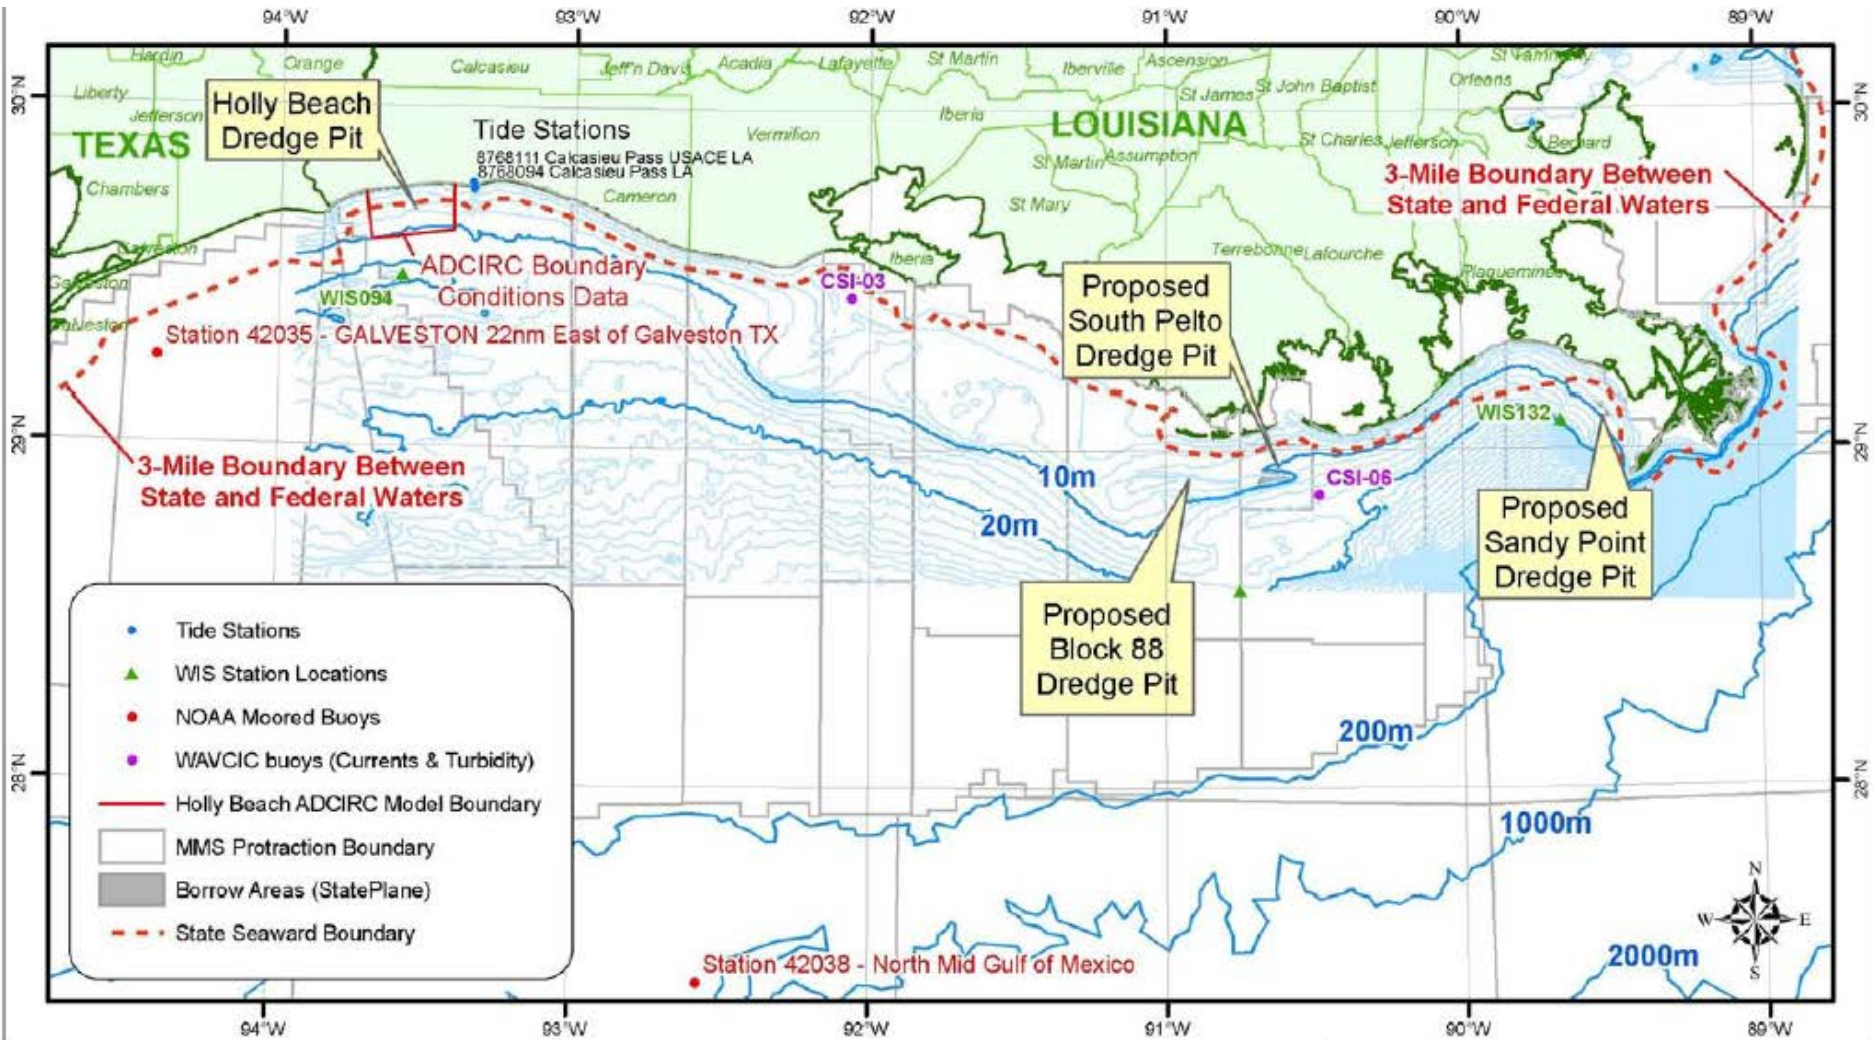 94°W 93°W 92°W 91°W 90°W 89°W
30°N
29°N
28°N
30°N
29°N
28°N
Hardin
Orange
Calcasieu
Jeff'n Davis
Acadia
Lafayette
St Martin
Iberville
Ascension
St Tammany
Orleans
Liberty
Jefferson
TEXAS
Chambers
Galveston
Galveston
Galveston
Holly Beach
Dredge Pit
Tide Stations
8768111 Calcasieu Pass USACE LA
8768094 Calcasieu Pass LA
Vermilion
Cameron
Iberia
LOUISIANA
St James
St John Baptist
St Martin
Assumption
St Charles
Jefferson
St Bernard
St Mary
Iberia
Terrebonne
Lafourche
Plaquemines
3-Mile Boundary Between
State and Federal Waters
ADCIRC Boundary
Conditions Data
WIS094
CSI-03
Station 42035 - GALVESTON 22nm East of Galveston TX
Proposed
South Pelto
Dredge Pit
WIS132
3-Mile Boundary Between
State and Federal Waters
10m
20m
CSI-06
Proposed
Sandy Point
Dredge Pit
Proposed
Block 88
Dredge Pit
200m
1000m
2000m
Station 42038 - North Mid Gulf of Mexico
Tide Stations
WIS Station Locations
NOAA Moored Buoys
WAVCIC buoys (Currents & Turbidity)
Holly Beach ADCIRC Model Boundary
MMS Protraction Boundary
Borrow Areas (StatePlane)
State Seaward Boundary
N
W E
S
94°W 93°W 92°W 91°W 90°W 89°W